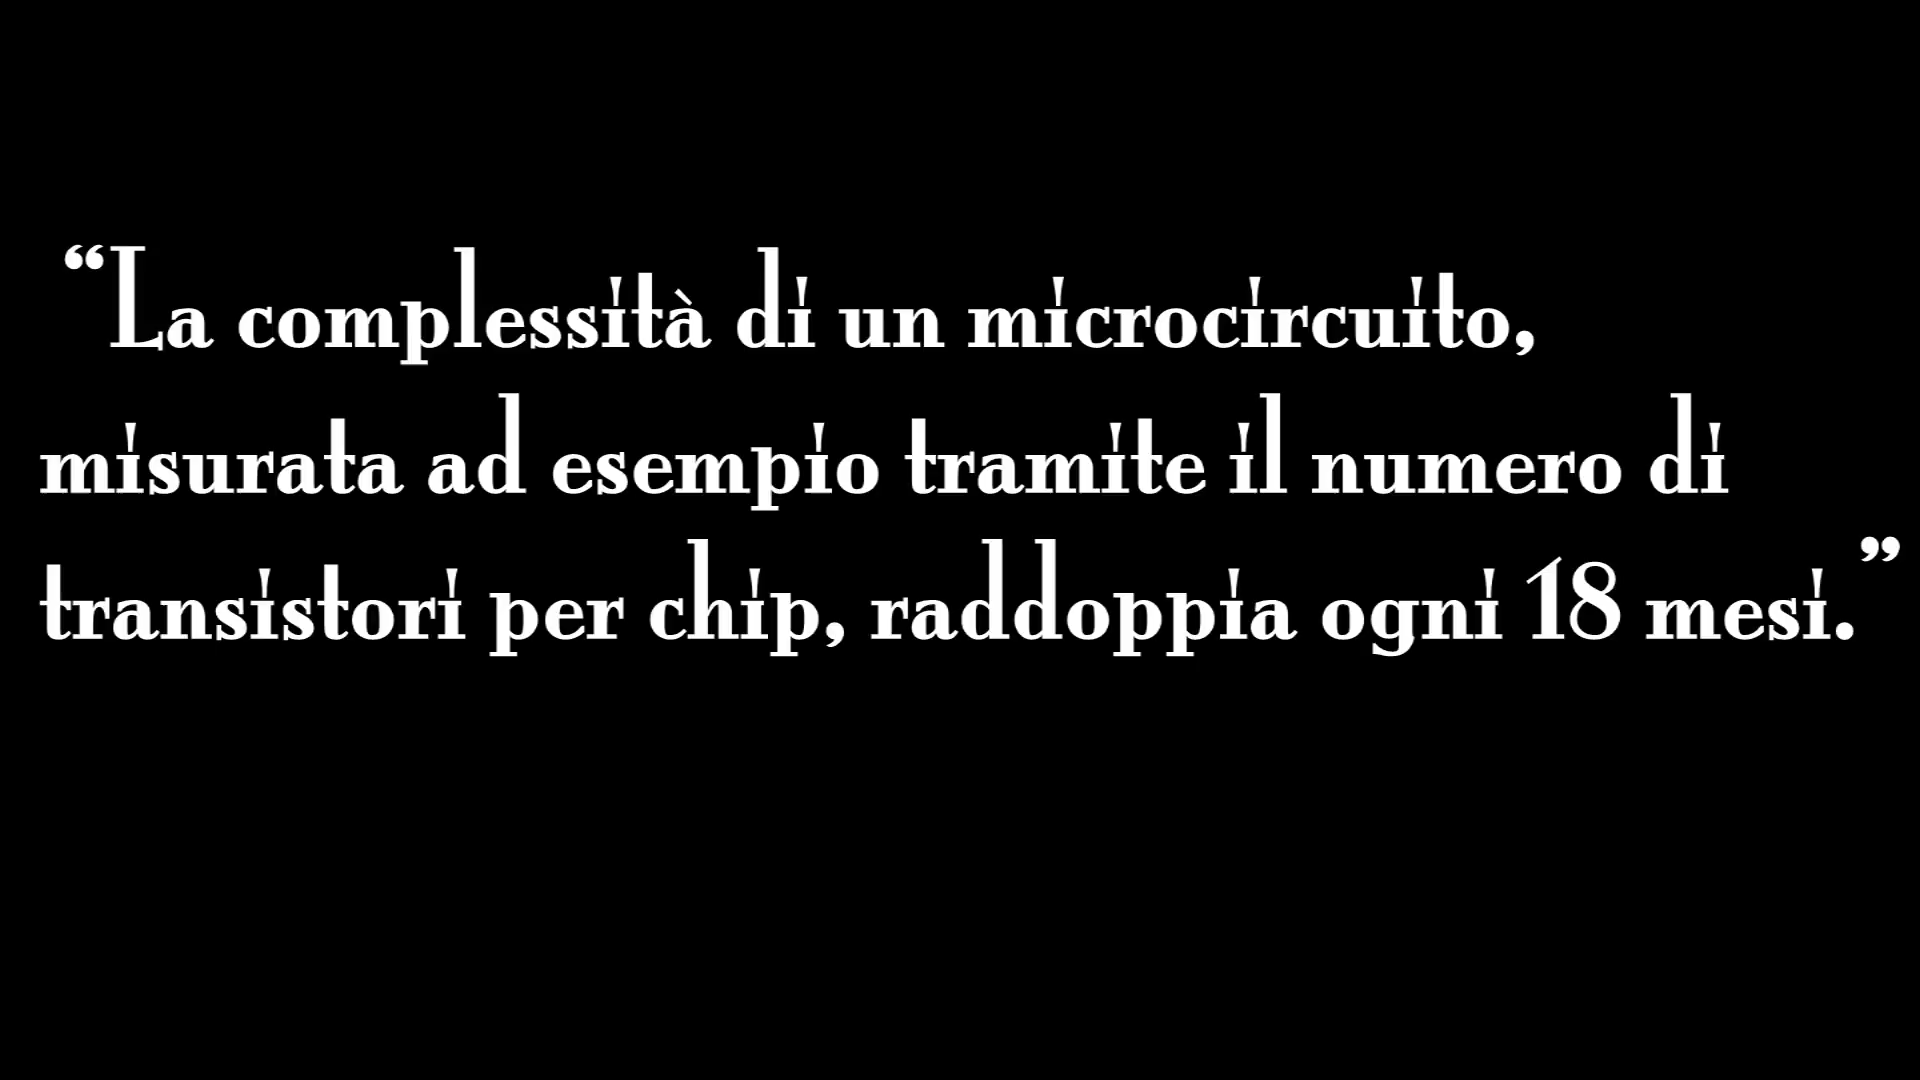 “La complessità di un microcircuito,
misurata ad esempio tramite il numero di
transistori per chip, raddoppia ogni 18 mesi.”